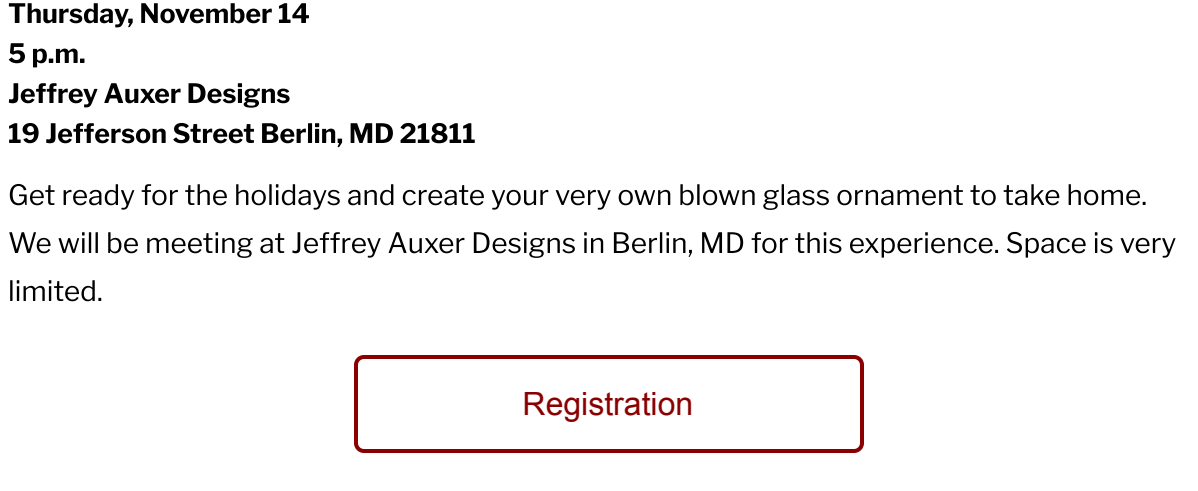 Thursday, November 14
5 p.m.
Jeffrey Auxer Designs
19 Jefferson Street Berlin, MD 21811
Get ready for the holidays and create your very own blown glass ornament to take home.
We will be meeting at Jeffrey Auxer Designs in Berlin, MD for this experience. Space is very
limited.
Registration